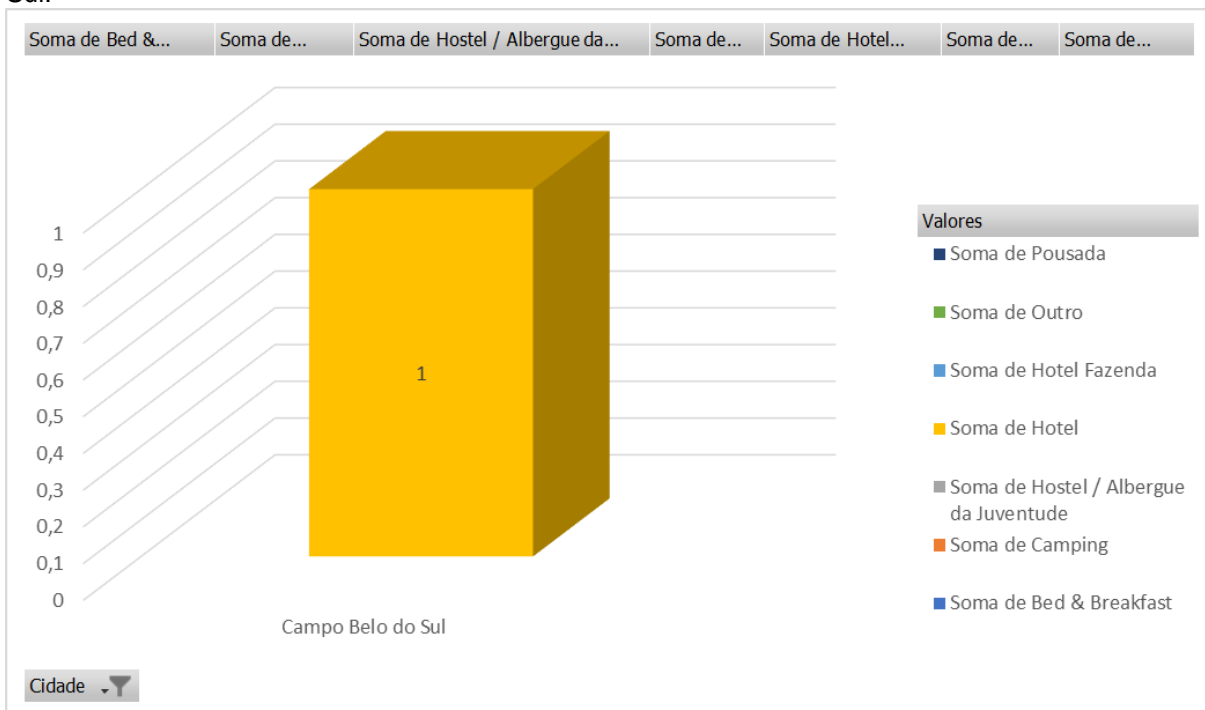 Sul.
Soma de Bed &...
Soma de...
Soma de Hostel / Albergue da...
Soma de...
Soma de Hotel...
Soma de...
Soma de...
1
0,9
0,8
0,7
0,6
0,5
0,4
0,3
0,2
0,1
0
1
Campo Belo do Sul
Valores
Soma de Pousada
Soma de Outro
Soma de Hotel Fazenda
Soma de Hotel
Soma de Hostel / Albergue
da Juventude
Soma de Camping
Soma de Bed & Breakfast
Cidade